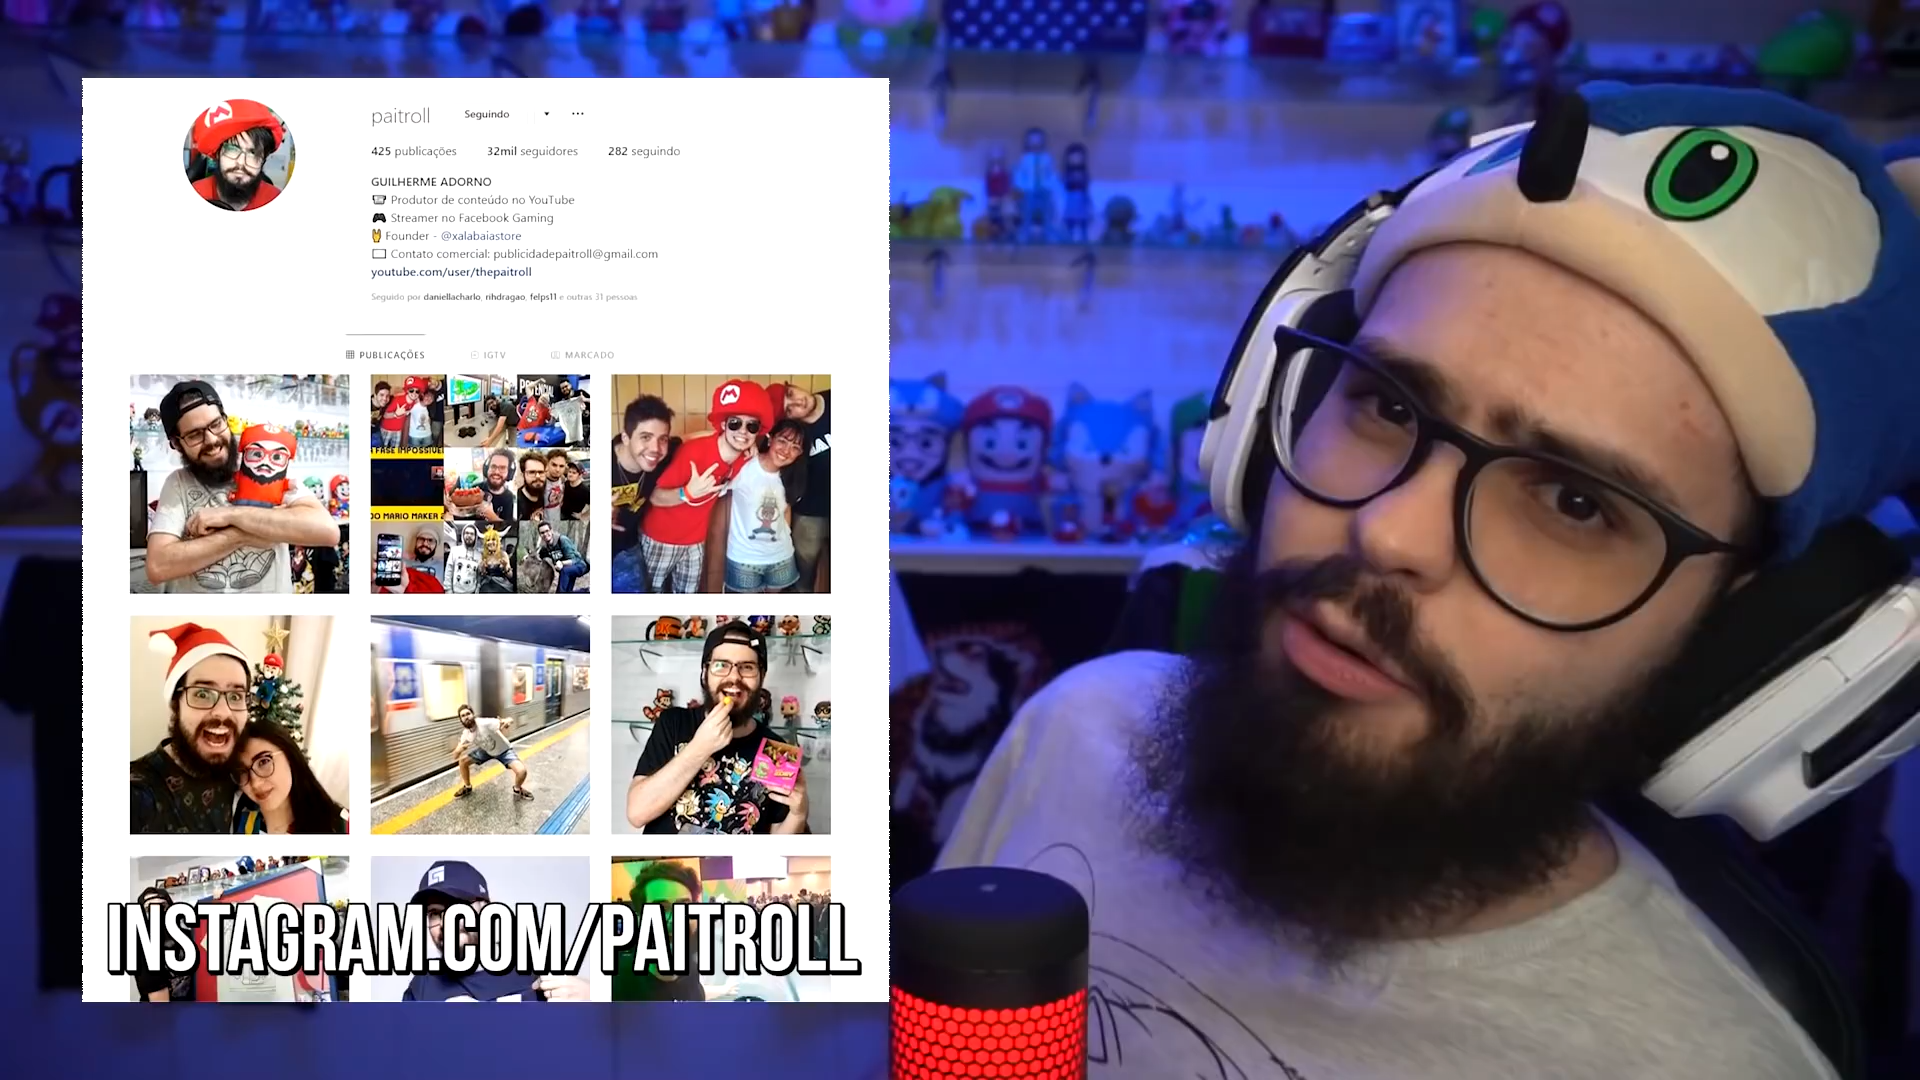 paitroll Seguindo
425 publicações 32mil seguidores 282 seguindo
GUILHERME ADORNO
Produtor de conteúdo no YouTube
Streamer no Facebook Gaming
Founder - @xalabaiastore
Contato comercial: publicidadepaitroll@gmail.com
youtube.com/user/thepaitroll
Seguido por daniellacharlo, rihdragao, felps11 e outras 31 pessoas
PUBLICAÇÕES IGTV MARCADO
FASE IMPOSSÍVEL
DO MARIO MAKER 2
INSTAGRAM.COM/PAITROLL